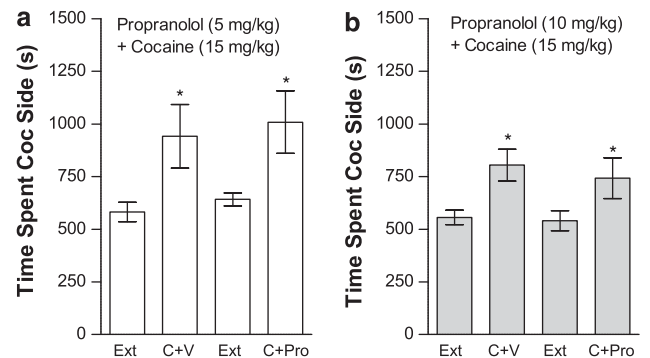 a
Propranolol (5 mg/kg)
+ Cocaine (15 mg/kg)
Time Spent Coc Side (s)
1500
1250
1000
750
500
250
0
*
*
Ext C+V Ext C+Pro
b
Propranolol (10 mg/kg)
+ Cocaine (15 mg/kg)
Time Spent Coc Side (s)
1500
1250
1000
750
500
250
0
*
*
Ext C+V Ext C+Pro